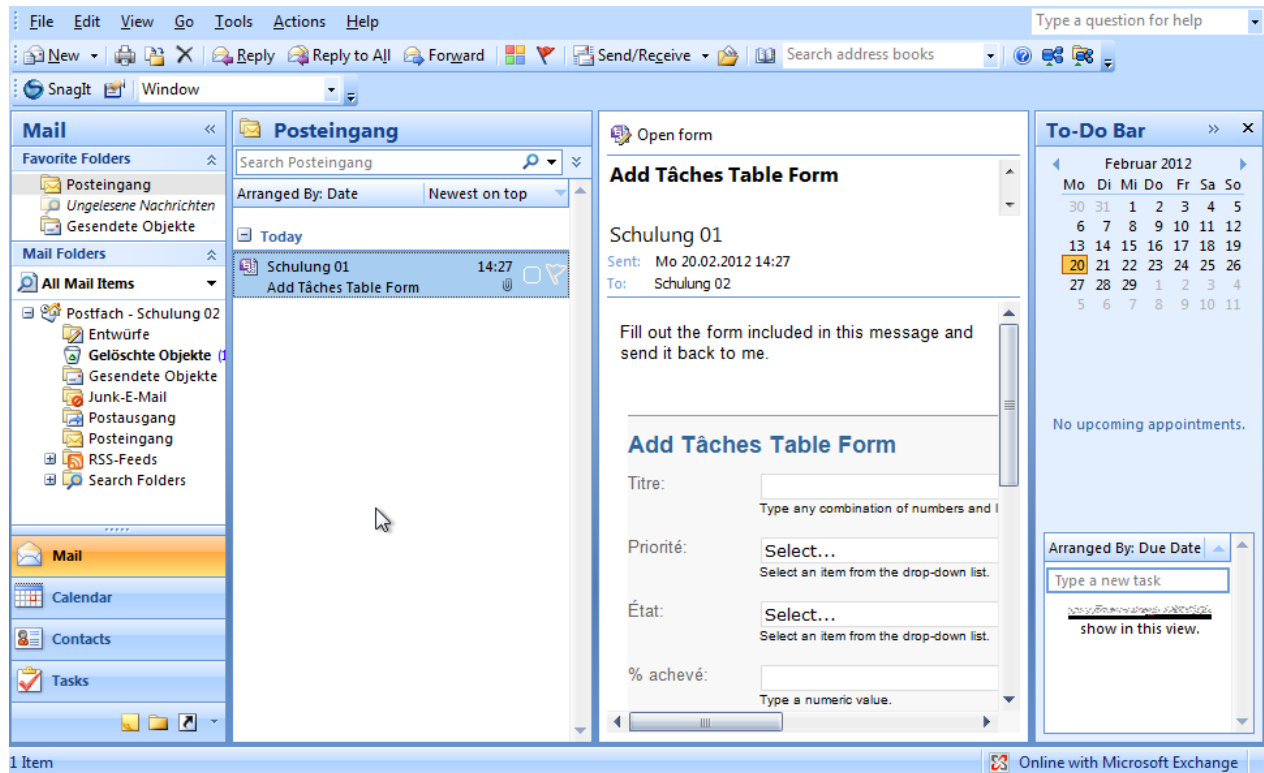 File Edit View Go Tools Actions Help
Type a question for help
New Reply Reply to All Forward Send/Receive Search address books
SnagIt Window
Mail
Favorite Folders
Posteingang
Ungelesene Nachrichten
Gesendete Objekte
Mail Folders
All Mail Items
Postfach - Schulung 02
Entwürfe
Gelöschte Objekte (1
Gesendete Objekte
Junk-E-Mail
Postausgang
Posteingang
RSS-Feeds
Search Folders
Mail
Calendar
Contacts
Tasks
Posteingang
Search Posteingang
Arranged By: Date Newest on top
Today
Schulung 01 14:27
Add Tâches Table Form
Open form
Add Tâches Table Form
Schulung 01
Sent: Mo 20.02.2012 14:27
To: Schulung 02
Fill out the form included in this message and
send it back to me.
Add Tâches Table Form
Titre:
Type any combination of numbers and l
Priorité: Select...
Select an item from the drop-down list.
État: Select...
Select an item from the drop-down list.
% achevé:
Type a numeric value.
To-Do Bar
Februar 2012
Mo Di Mi Do Fr Sa So
30 31 1 2 3 4 5
6 7 8 9 10 11 12
13 14 15 16 17 18 19
20 21 22 23 24 25 26
27 28 29 1 2 3 4
5 6 7 8 9 10 11
No upcoming appointments.
Arranged By: Due Date
Type a new task
show in this view.
1 Item
Online with Microsoft Exchange